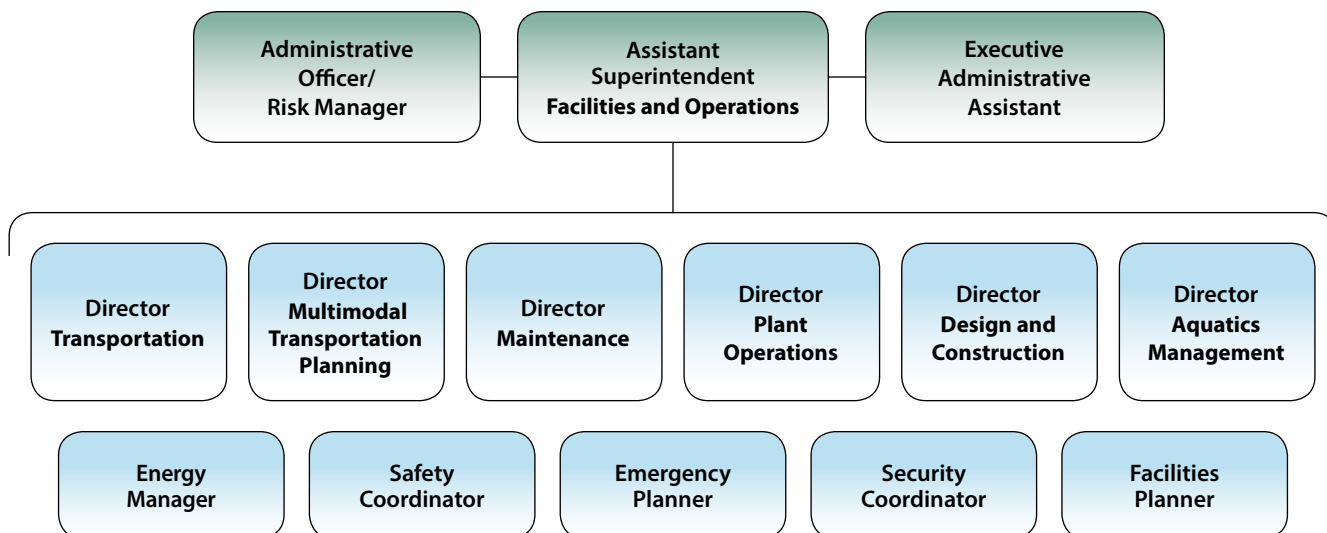 Administrative
Officer/
Risk Manager
Assistant
Superintendent
Facilities and Operations
Executive
Administrative
Assistant
Director
Transportation
Director
Multimodal
Transportation
Planning
Director
Maintenance
Director
Plant
Operations
Director
Design and
Construction
Director
Aquatics
Management
Energy
Manager
Safety
Coordinator
Emergency
Planner
Security
Coordinator
Facilities
Planner